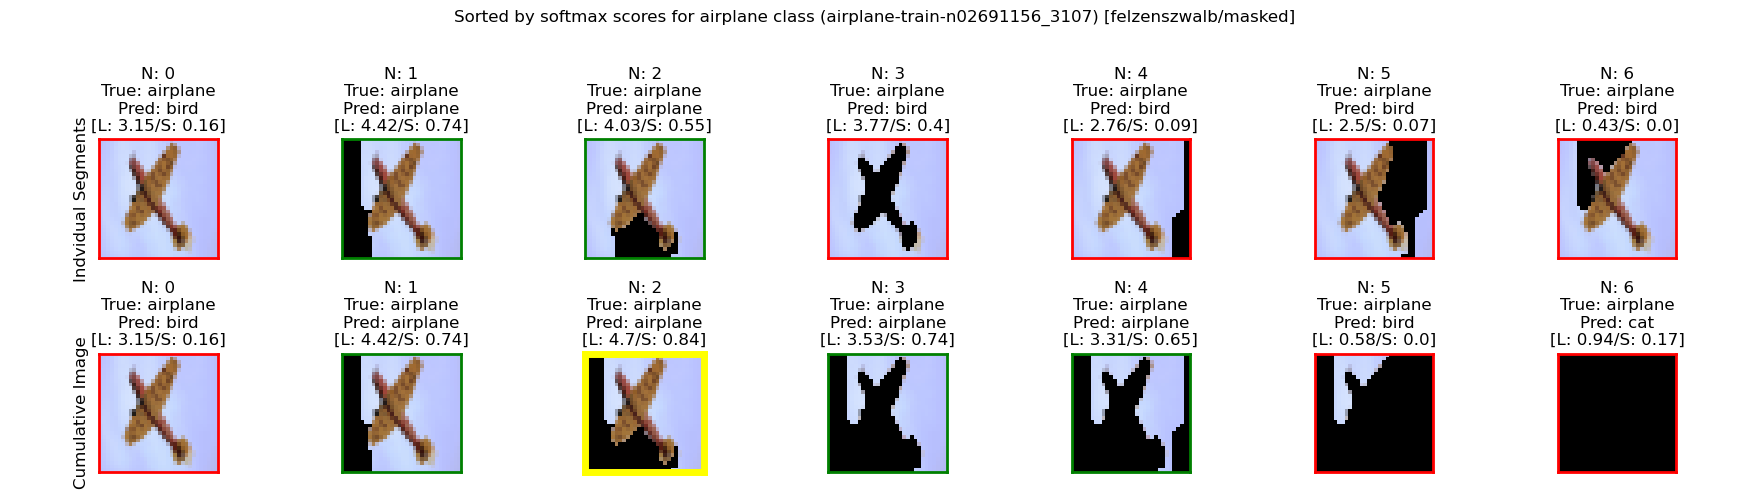 Sorted by softmax scores for airplane class (airplane-train-n02691156_3107) [felzenszwalb/masked]
Indvidual Segments
N: 0
True: airplane
Pred: bird
[L: 3.15/S: 0.16]
N: 1
True: airplane
Pred: airplane
[L: 4.42/S: 0.74]
N: 2
True: airplane
Pred: airplane
[L: 4.03/S: 0.55]
N: 3
True: airplane
Pred: bird
[L: 3.77/S: 0.4]
N: 4
True: airplane
Pred: bird
[L: 2.76/S: 0.09]
N: 5
True: airplane
Pred: bird
[L: 2.5/S: 0.07]
N: 6
True: airplane
Pred: bird
[L: 0.43/S: 0.0]
Cumulative Image
N: 0
True: airplane
Pred: bird
[L: 3.15/S: 0.16]
N: 1
True: airplane
Pred: airplane
[L: 4.42/S: 0.74]
N: 2
True: airplane
Pred: airplane
[L: 4.7/S: 0.84]
N: 3
True: airplane
Pred: airplane
[L: 3.53/S: 0.74]
N: 4
True: airplane
Pred: airplane
[L: 3.31/S: 0.65]
N: 5
True: airplane
Pred: bird
[L: 0.58/S: 0.0]
N: 6
True: airplane
Pred: cat
[L: 0.94/S: 0.17]